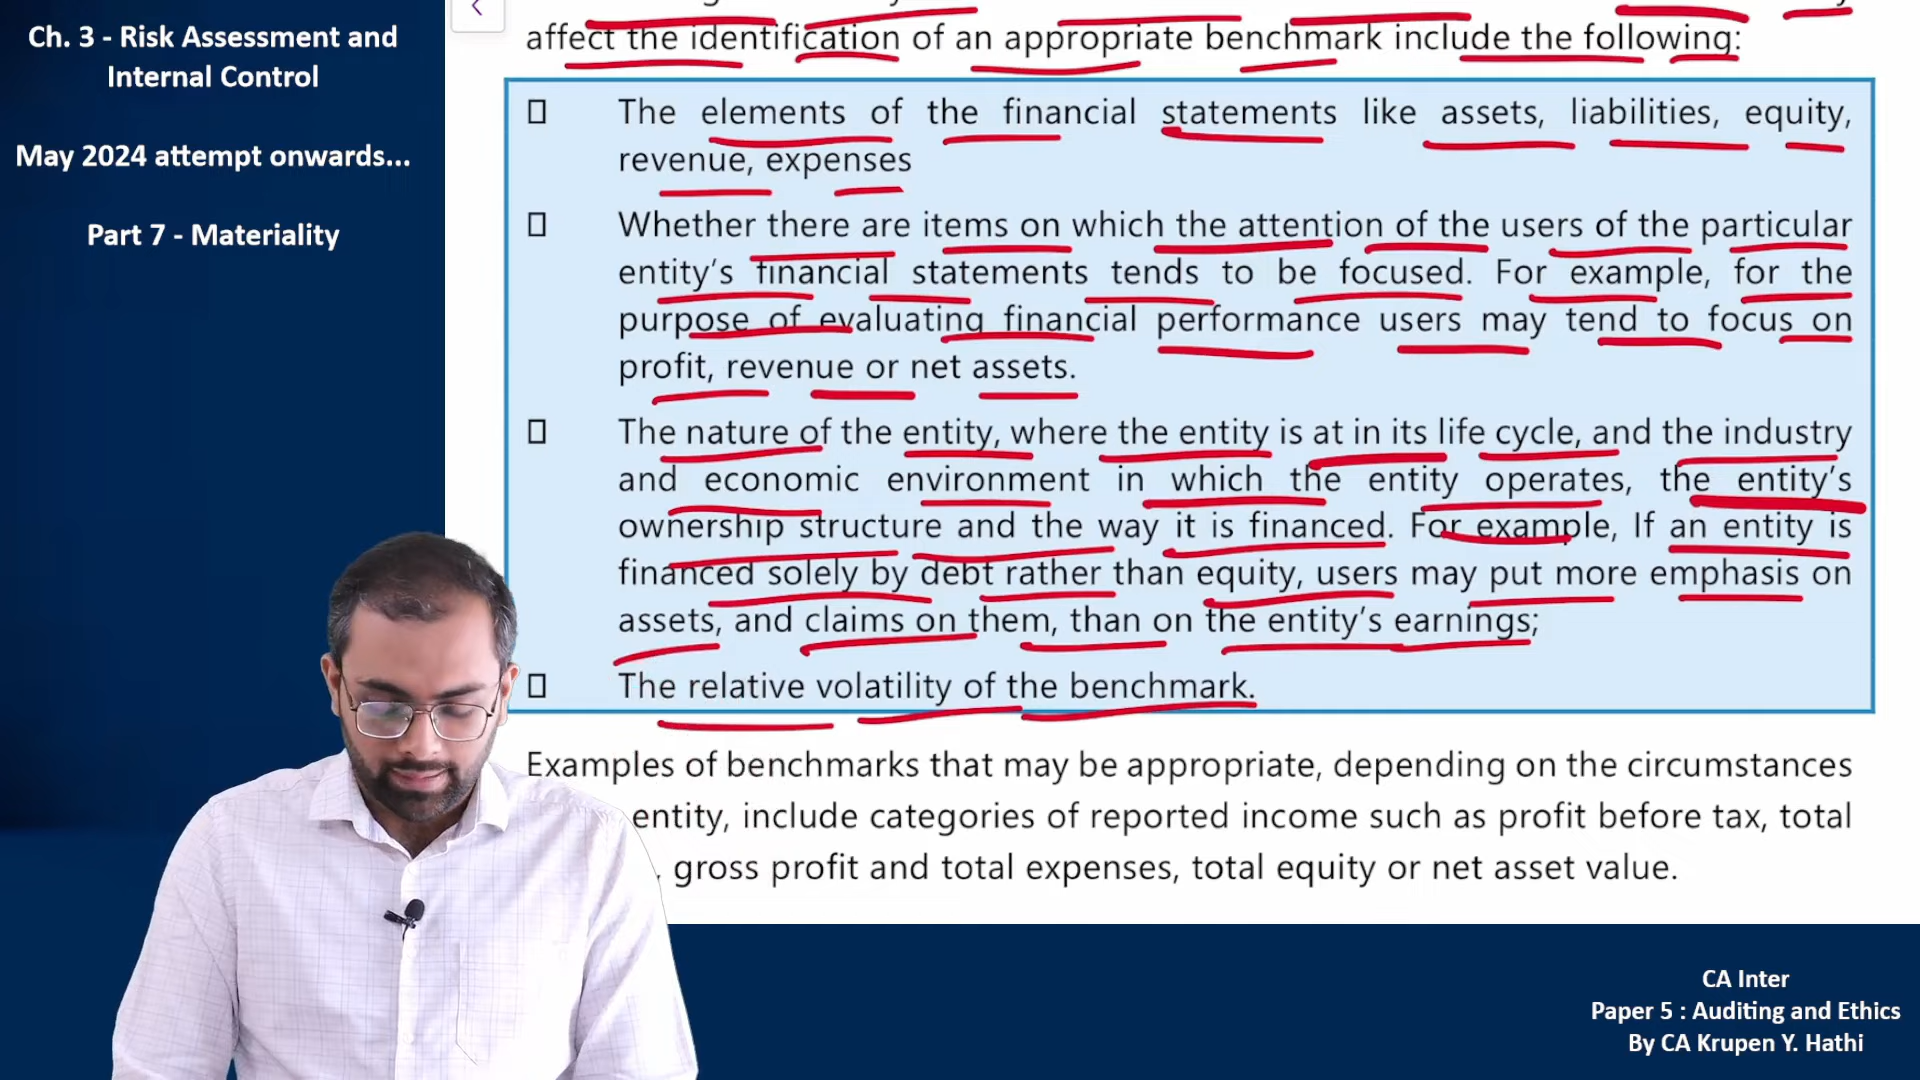 Ch. 3 - Risk Assessment and
Internal Control
May 2024 attempt onwards...
Part 7 - Materiality
affect the identification of an appropriate benchmark include the following:
The elements of the financial statements like assets, liabilities, equity,
revenue, expenses
Whether there are items on which the attention of the users of the particular
entity’s financial statements tends to be focused. For example, for the
purpose of evaluating financial performance users may tend to focus on
profit, revenue or net assets.
The nature of the entity, where the entity is at in its life cycle, and the industry
and economic environment in which the entity operates, the entity’s
ownership structure and the way it is financed. For example, If an entity is
financed solely by debt rather than equity, users may put more emphasis on
assets, and claims on them, than on the entity’s earnings;
The relative volatility of the benchmark.
Examples of benchmarks that may be appropriate, depending on the circumstances
entity, include categories of reported income such as profit before tax, total
, gross profit and total expenses, total equity or net asset value.
CA Inter
Paper 5 : Auditing and Ethics
By CA Krupen Y. Hathi